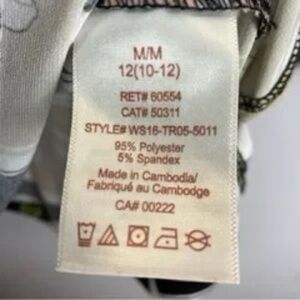 M/M
12(10-12)
RET# 60554
CAT# 50311
STYLE# WS16-TR05-5011
95% Polyester
5% Spandex
Made in Cambodia/
Fabriqué au Cambodge
CA# 00222